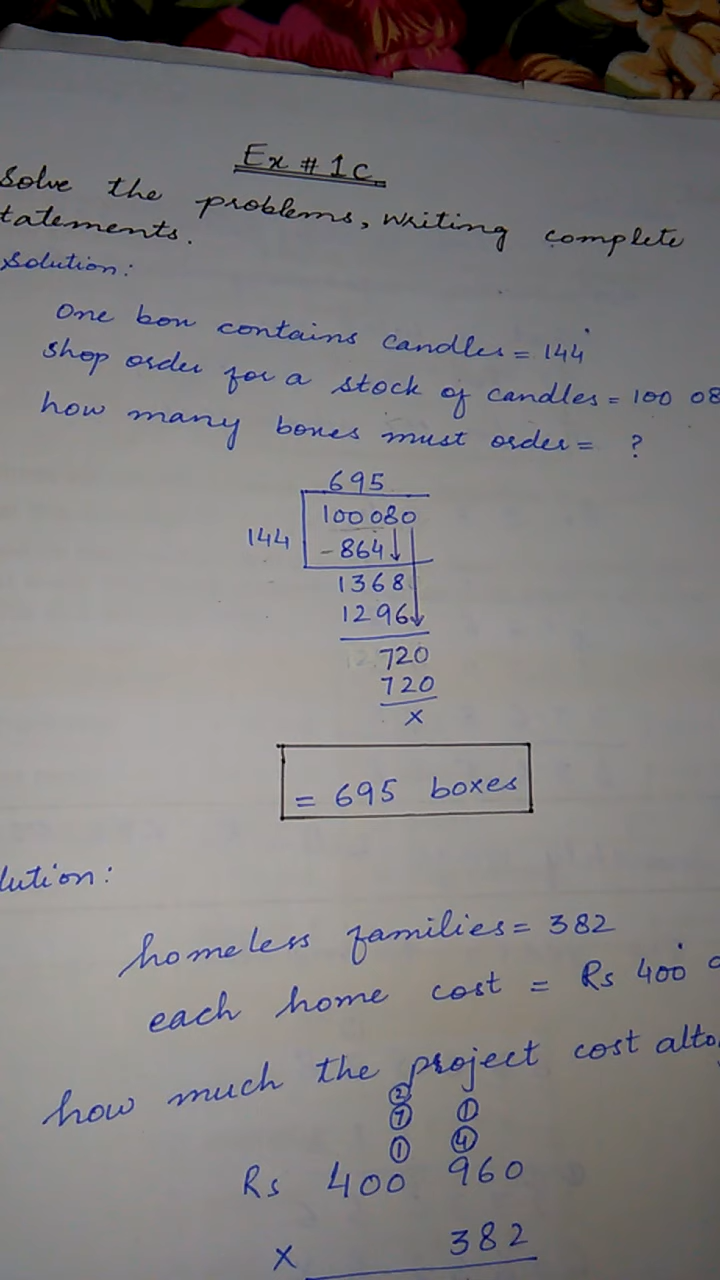 Ex # 1c
Solve the problems, writing complete
tatements.
Solution:
One box contains candles = 144
shop order for a stock of candles = 100 08
how many boxes must order = ?
695
144 100 080
- 864
1368
1296
720
720
x
= 695 boxes
lution:
homeless families = 382
each home cost = Rs 400 9
how much the project cost alto
2
7 1
1 4
Rs 400 960
x 382